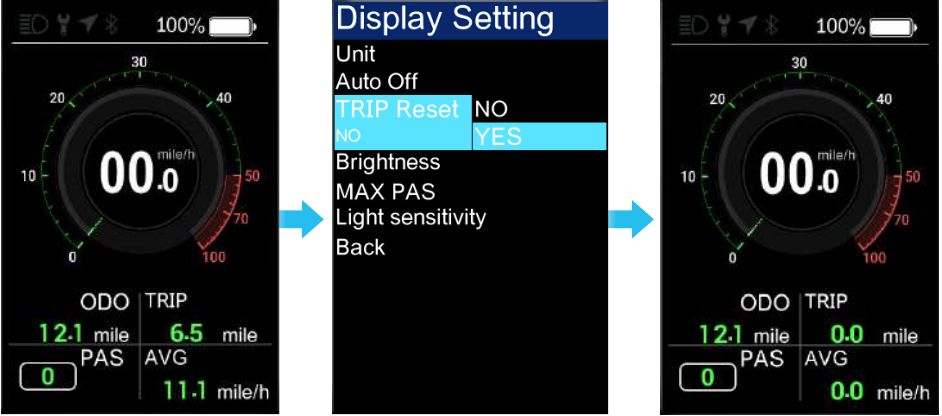 100%
30
20
40
00.0 mile/h
10
50
70
0
100
ODO TRIP
12.1 mile 6.5 mile
PAS AVG
0
11.1 mile/h
Display Setting
Unit
Auto Off
TRIP Reset NO
NO YES
Brightness
MAX PAS
Light sensitivity
Back
100%
30
20
40
00.0 mile/h
10
50
70
0
100
ODO TRIP
12.1 mile 0.0 mile
PAS AVG
0
0.0 mile/h